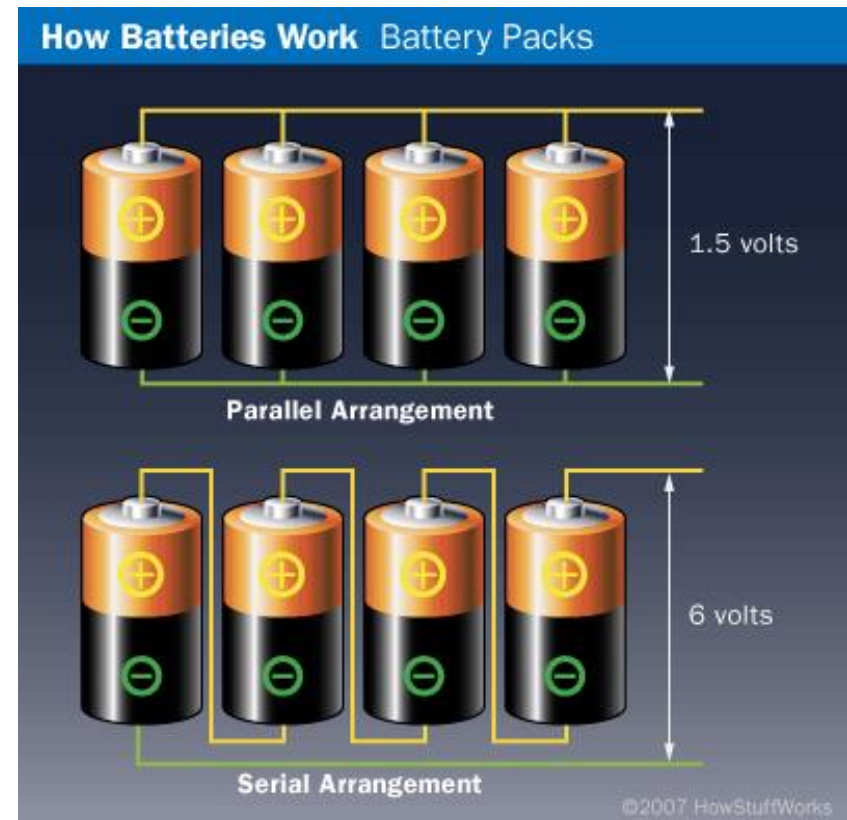 How Batteries Work Battery Packs
1.5 volts
Parallel Arrangement
6 volts
Serial Arrangement
©2007 HowStuffWorks